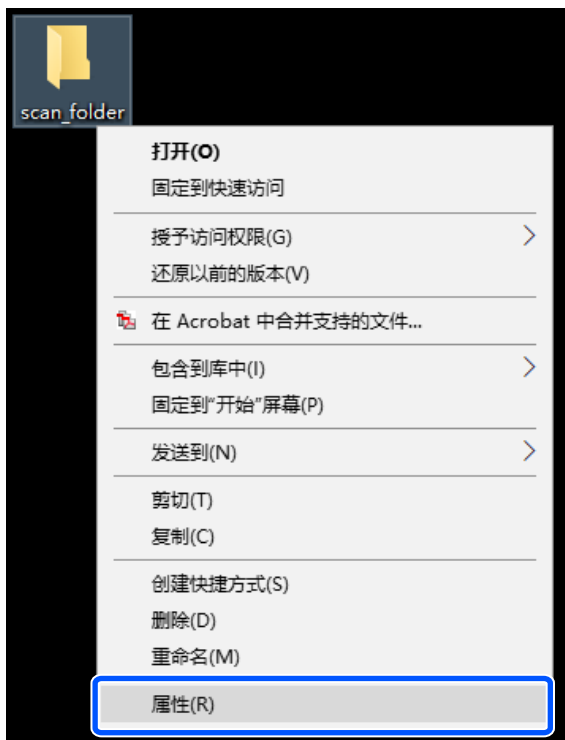 scan_folder
打开(O)
固定到快速访问
授予访问权限(G)
还原以前的版本(V)
在 Acrobat 中合并支持的文件...
包含到库中(I)
固定到“开始”屏幕(P)
发送到(N)
剪切(T)
复制(C)
创建快捷方式(S)
删除(D)
重命名(M)
属性(R)